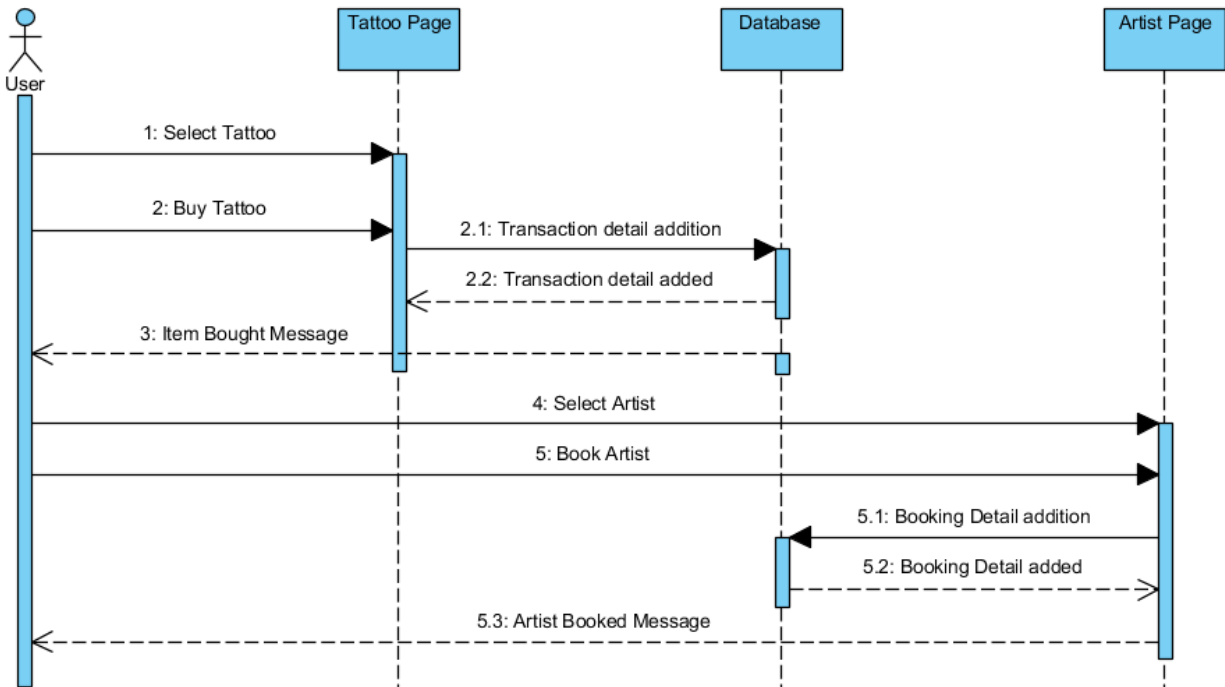 Tattoo Page
Database
Artist Page
User
1: Select Tattoo
2: Buy Tattoo
2.1: Transaction detail addition
2.2: Transaction detail added
3: Item Bought Message
4: Select Artist
5: Book Artist
5.1: Booking Detail addition
5.2: Booking Detail added
5.3: Artist Booked Message